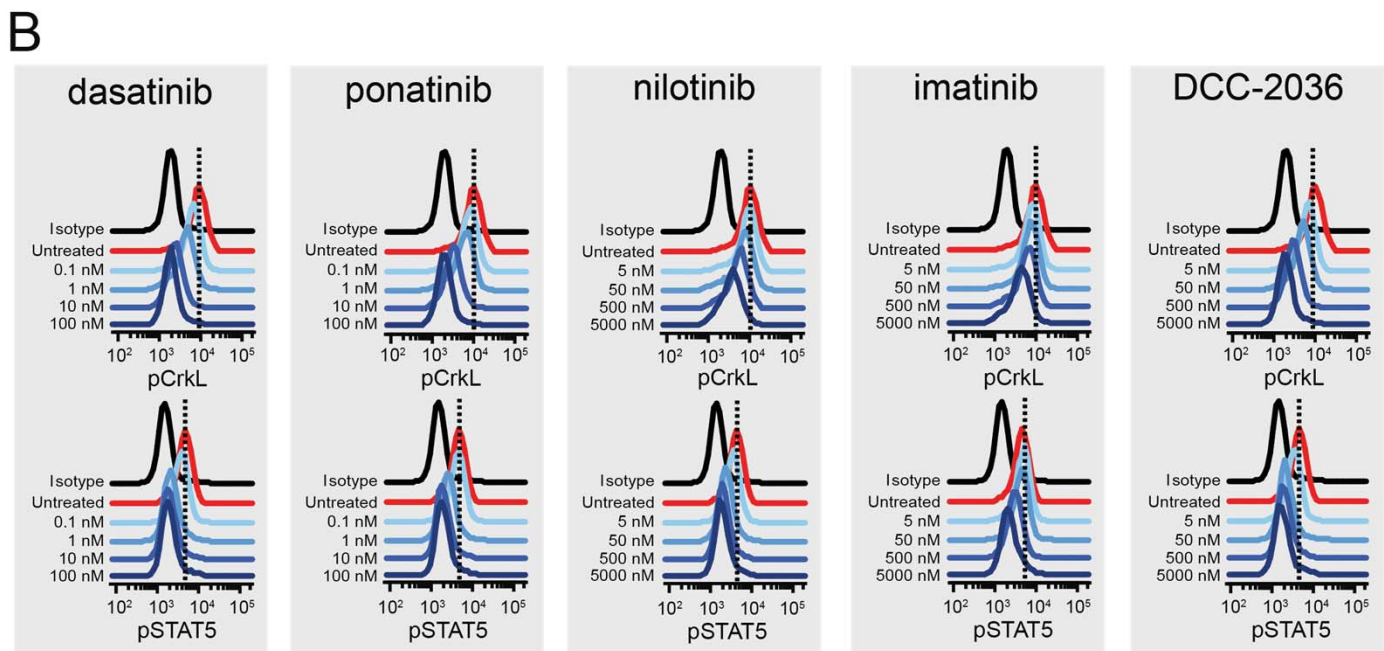 B
dasatinib
Isotype
Untreated
0.1 nM
1 nM
10 nM
100 nM
10² 10³ 10⁴ 10⁵
pCrkL
Isotype
Untreated
0.1 nM
1 nM
10 nM
100 nM
10² 10³ 10⁴ 10⁵
pSTAT5
ponatinib
Isotype
Untreated
0.1 nM
1 nM
10 nM
100 nM
10² 10³ 10⁴ 10⁵
pCrkL
Isotype
Untreated
0.1 nM
1 nM
10 nM
100 nM
10² 10³ 10⁴ 10⁵
pSTAT5
nilotinib
Isotype
Untreated
5 nM
50 nM
500 nM
5000 nM
10² 10³ 10⁴ 10⁵
pCrkL
Isotype
Untreated
5 nM
50 nM
500 nM
5000 nM
10² 10³ 10⁴ 10⁵
pSTAT5
imatinib
Isotype
Untreated
5 nM
50 nM
500 nM
5000 nM
10² 10³ 10⁴ 10⁵
pCrkL
Isotype
Untreated
5 nM
50 nM
500 nM
5000 nM
10² 10³ 10⁴ 10⁵
pSTAT5
DCC-2036
Isotype
Untreated
5 nM
50 nM
500 nM
5000 nM
10² 10³ 10⁴ 10⁵
pCrkL
Isotype
Untreated
5 nM
50 nM
500 nM
5000 nM
10² 10³ 10⁴ 10⁵
pSTAT5